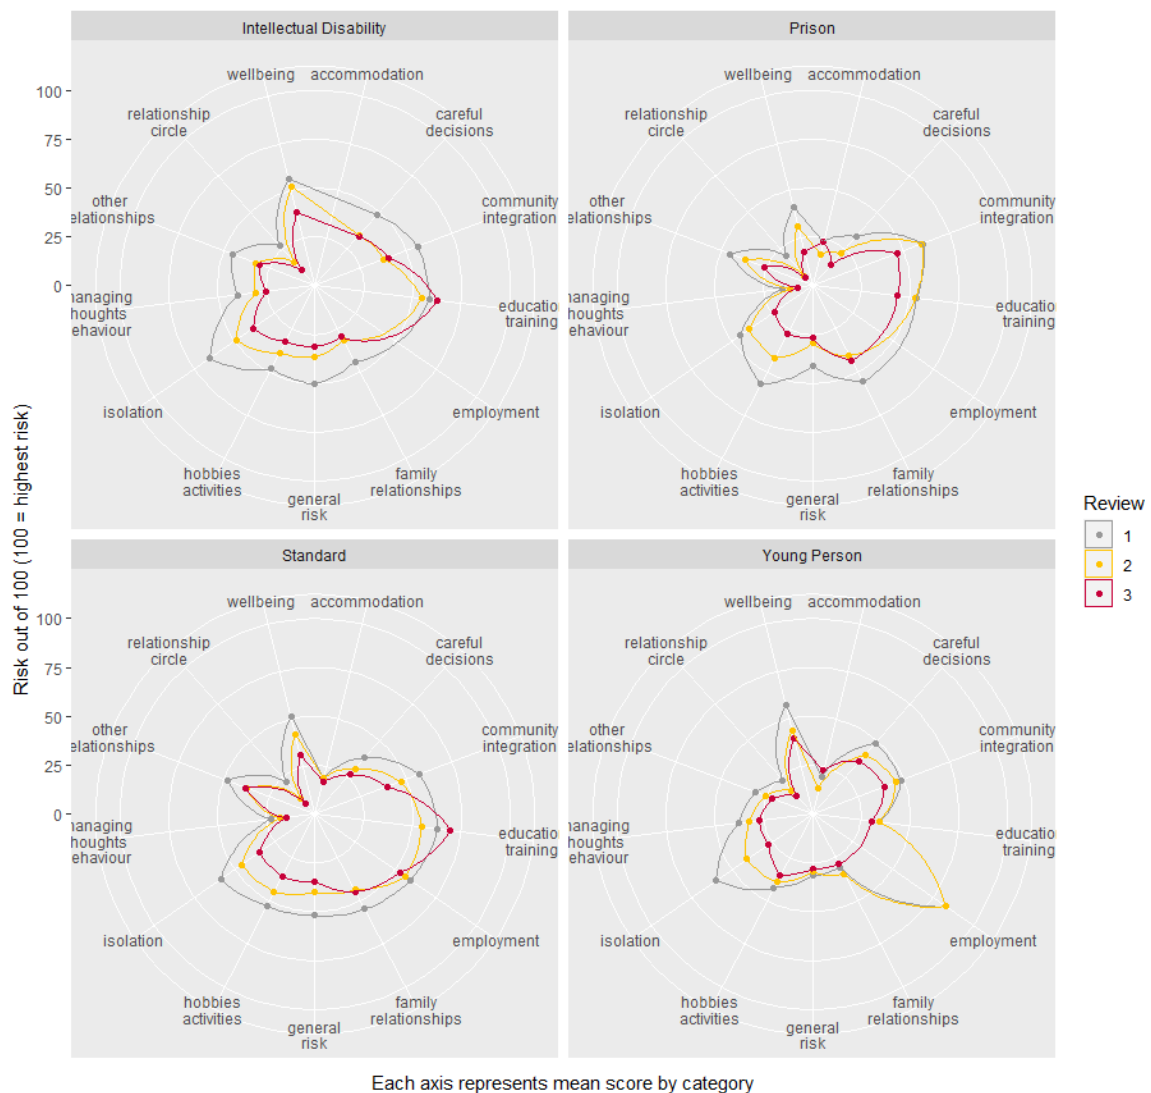 Intellectual Disability
wellbeing
accommodation
relationship
circle
careful
decisions
other
elationships
community
integration
nanaging
houghts
ehaviour
educatio
training
isolation
employment
hobbies
activities
family
relationships
general
risk
100
75
50
25
0
Prison
wellbeing
accommodation
relationship
circle
careful
decisions
other
elationships
community
integration
nanaging
houghts
ehaviour
educatio
training
isolation
employment
hobbies
activities
family
relationships
general
risk
Standard
wellbeing
accommodation
relationship
circle
careful
decisions
other
elationships
community
integration
nanaging
houghts
ehaviour
educatio
training
isolation
employment
hobbies
activities
family
relationships
general
risk
100
75
50
25
0
Young Person
wellbeing
accommodation
relationship
circle
careful
decisions
other
elationships
community
integration
nanaging
houghts
ehaviour
educatio
training
isolation
employment
hobbies
activities
family
relationships
general
risk
Risk out of 100 (100 = highest risk)
Each axis represents mean score by category
Review
1
2
3